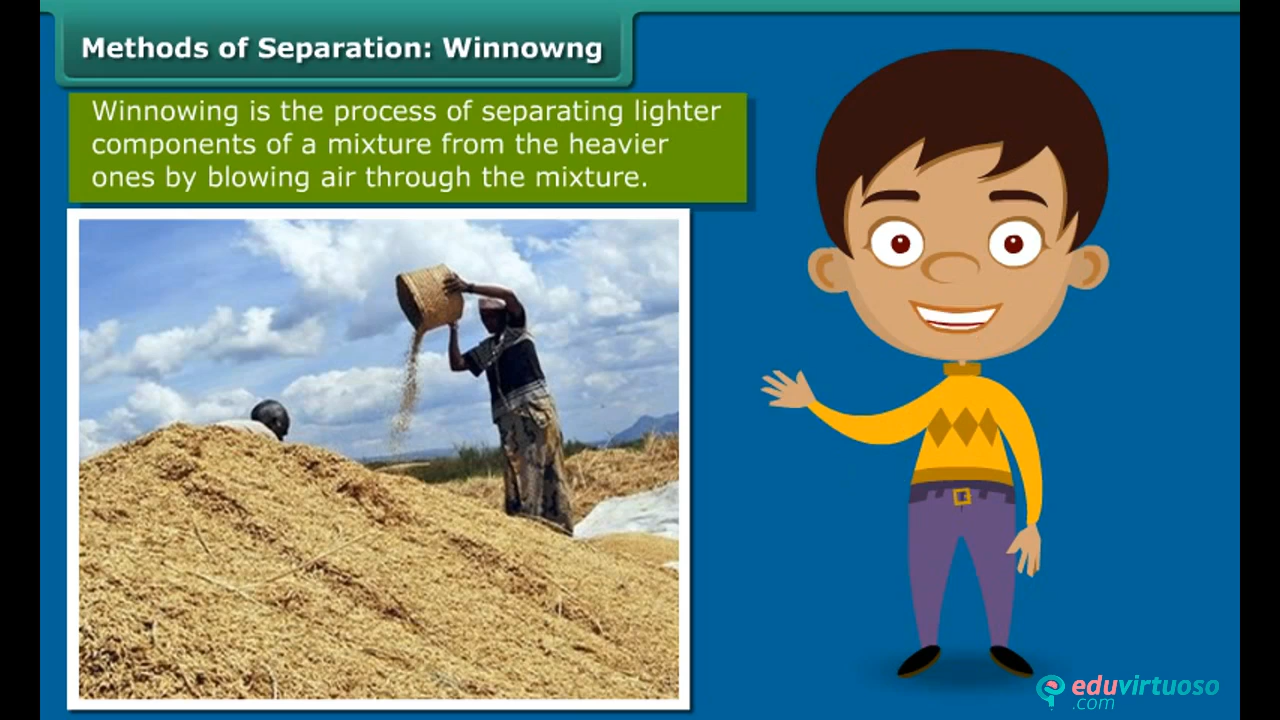 Methods of Separation: Winnowng
Winnowing is the process of separating lighter
components of a mixture from the heavier
ones by blowing air through the mixture.
eduvirtuoso
.com